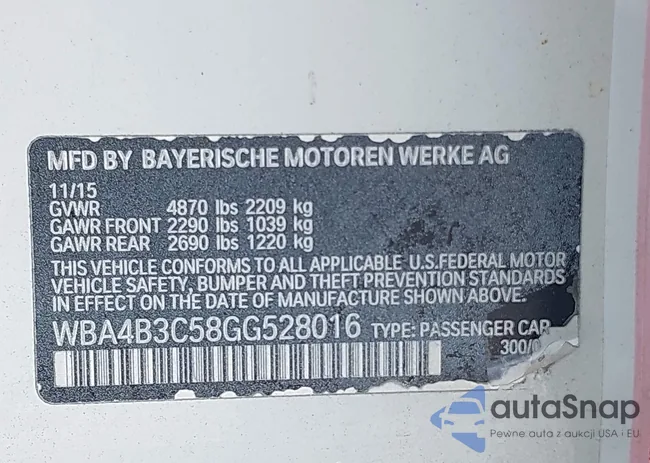 MFD BY BAYERISCHE MOTOREN WERKE AG
11/15
GVWR 4870 lbs 2209 kg
GAWR FRONT 2290 lbs 1039 kg
GAWR REAR 2690 lbs 1220 kg
THIS VEHICLE CONFORMS TO ALL APPLICABLE U.S.FEDERAL MOTOR
VEHICLE SAFETY, BUMPER AND THEFT PREVENTION STANDARDS
IN EFFECT ON THE DATE OF MANUFACTURE SHOWN ABOVE.
WBA4B3C58GG528016 TYPE: PASSENGER CAR
300/
autaSnap
Pewne auta z aukcji USA i EU